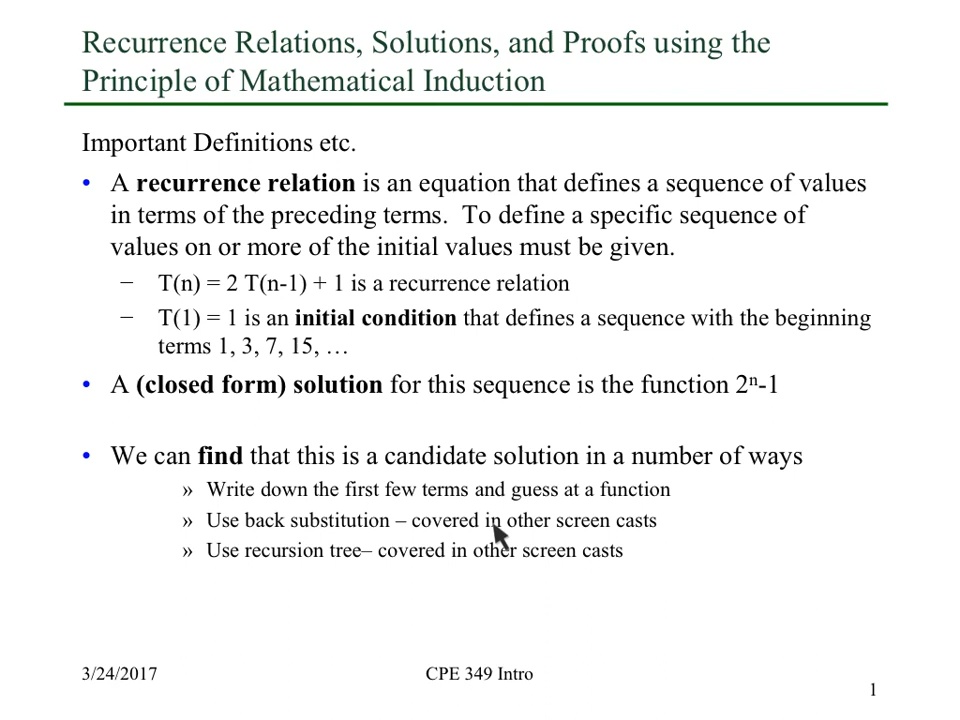 Recurrence Relations, Solutions, and Proofs using the
Principle of Mathematical Induction
Important Definitions etc.
• A recurrence relation is an equation that defines a sequence of values
in terms of the preceding terms.  To define a specific sequence of
values on or more of the initial values must be given.
− T(n) = 2 T(n-1) + 1 is a recurrence relation
− T(1) = 1 is an initial condition that defines a sequence with the beginning
terms 1, 3, 7, 15, …
• A (closed form) solution for this sequence is the function 2ⁿ-1
• We can find that this is a candidate solution in a number of ways
» Write down the first few terms and guess at a function
» Use back substitution – covered in other screen casts
» Use recursion tree– covered in other screen casts
3/24/2017
CPE 349 Intro
1